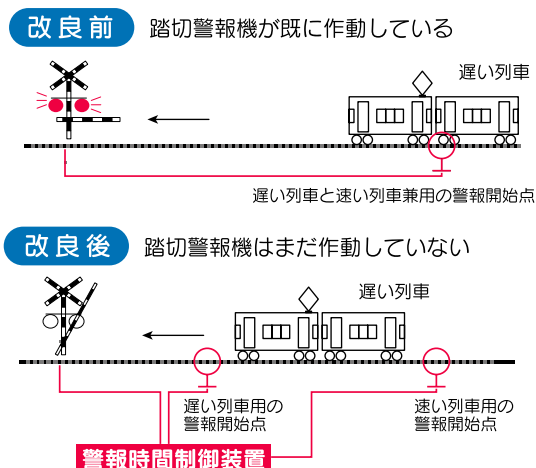 改良前
踏切警報機が既に作動している
遅い列車
遅い列車と速い列車兼用の警報開始点
改良後
踏切警報機はまだ作動していない
遅い列車
遅い列車用の
警報開始点
速い列車用の
警報開始点
警報時間制御装置